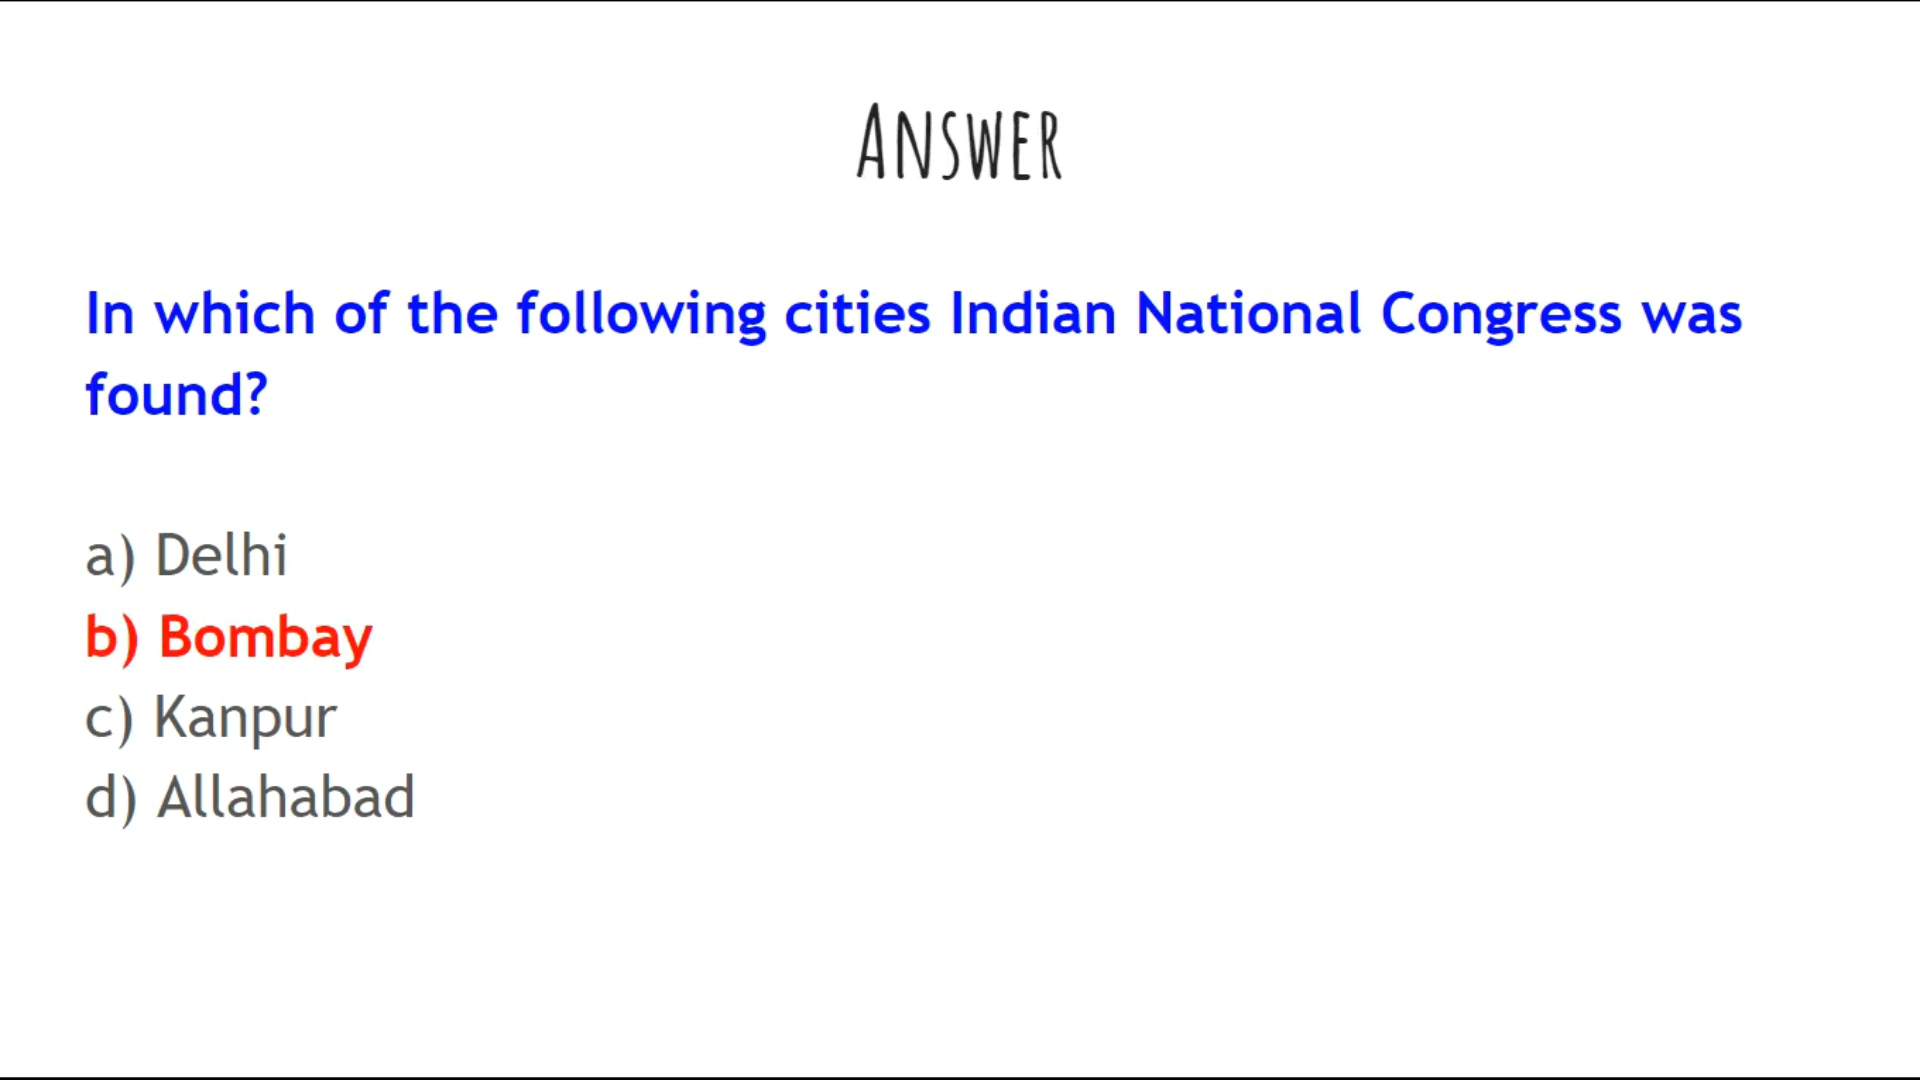 ANSWER
In which of the following cities Indian National Congress was
found?
a) Delhi
b) Bombay
c) Kanpur
d) Allahabad